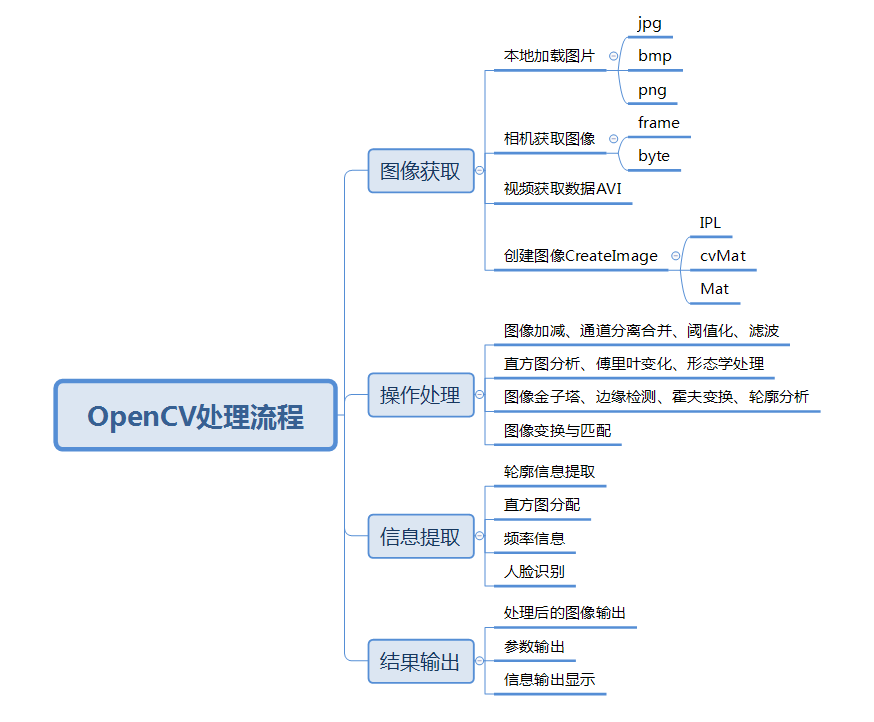 OpenCV处理流程
图像获取
本地加载图片
jpg
bmp
png
相机获取图像
frame
byte
视频获取数据AVI
创建图像CreateImage
IPL
cvMat
Mat
操作处理
图像加减、通道分离合并、阈值化、滤波
直方图分析、傅里叶变化、形态学处理
图像金子塔、边缘检测、霍夫变换、轮廓分析
图像变换与匹配
信息提取
轮廓信息提取
直方图分配
频率信息
人脸识别
结果输出
处理后的图像输出
参数输出
信息输出显示